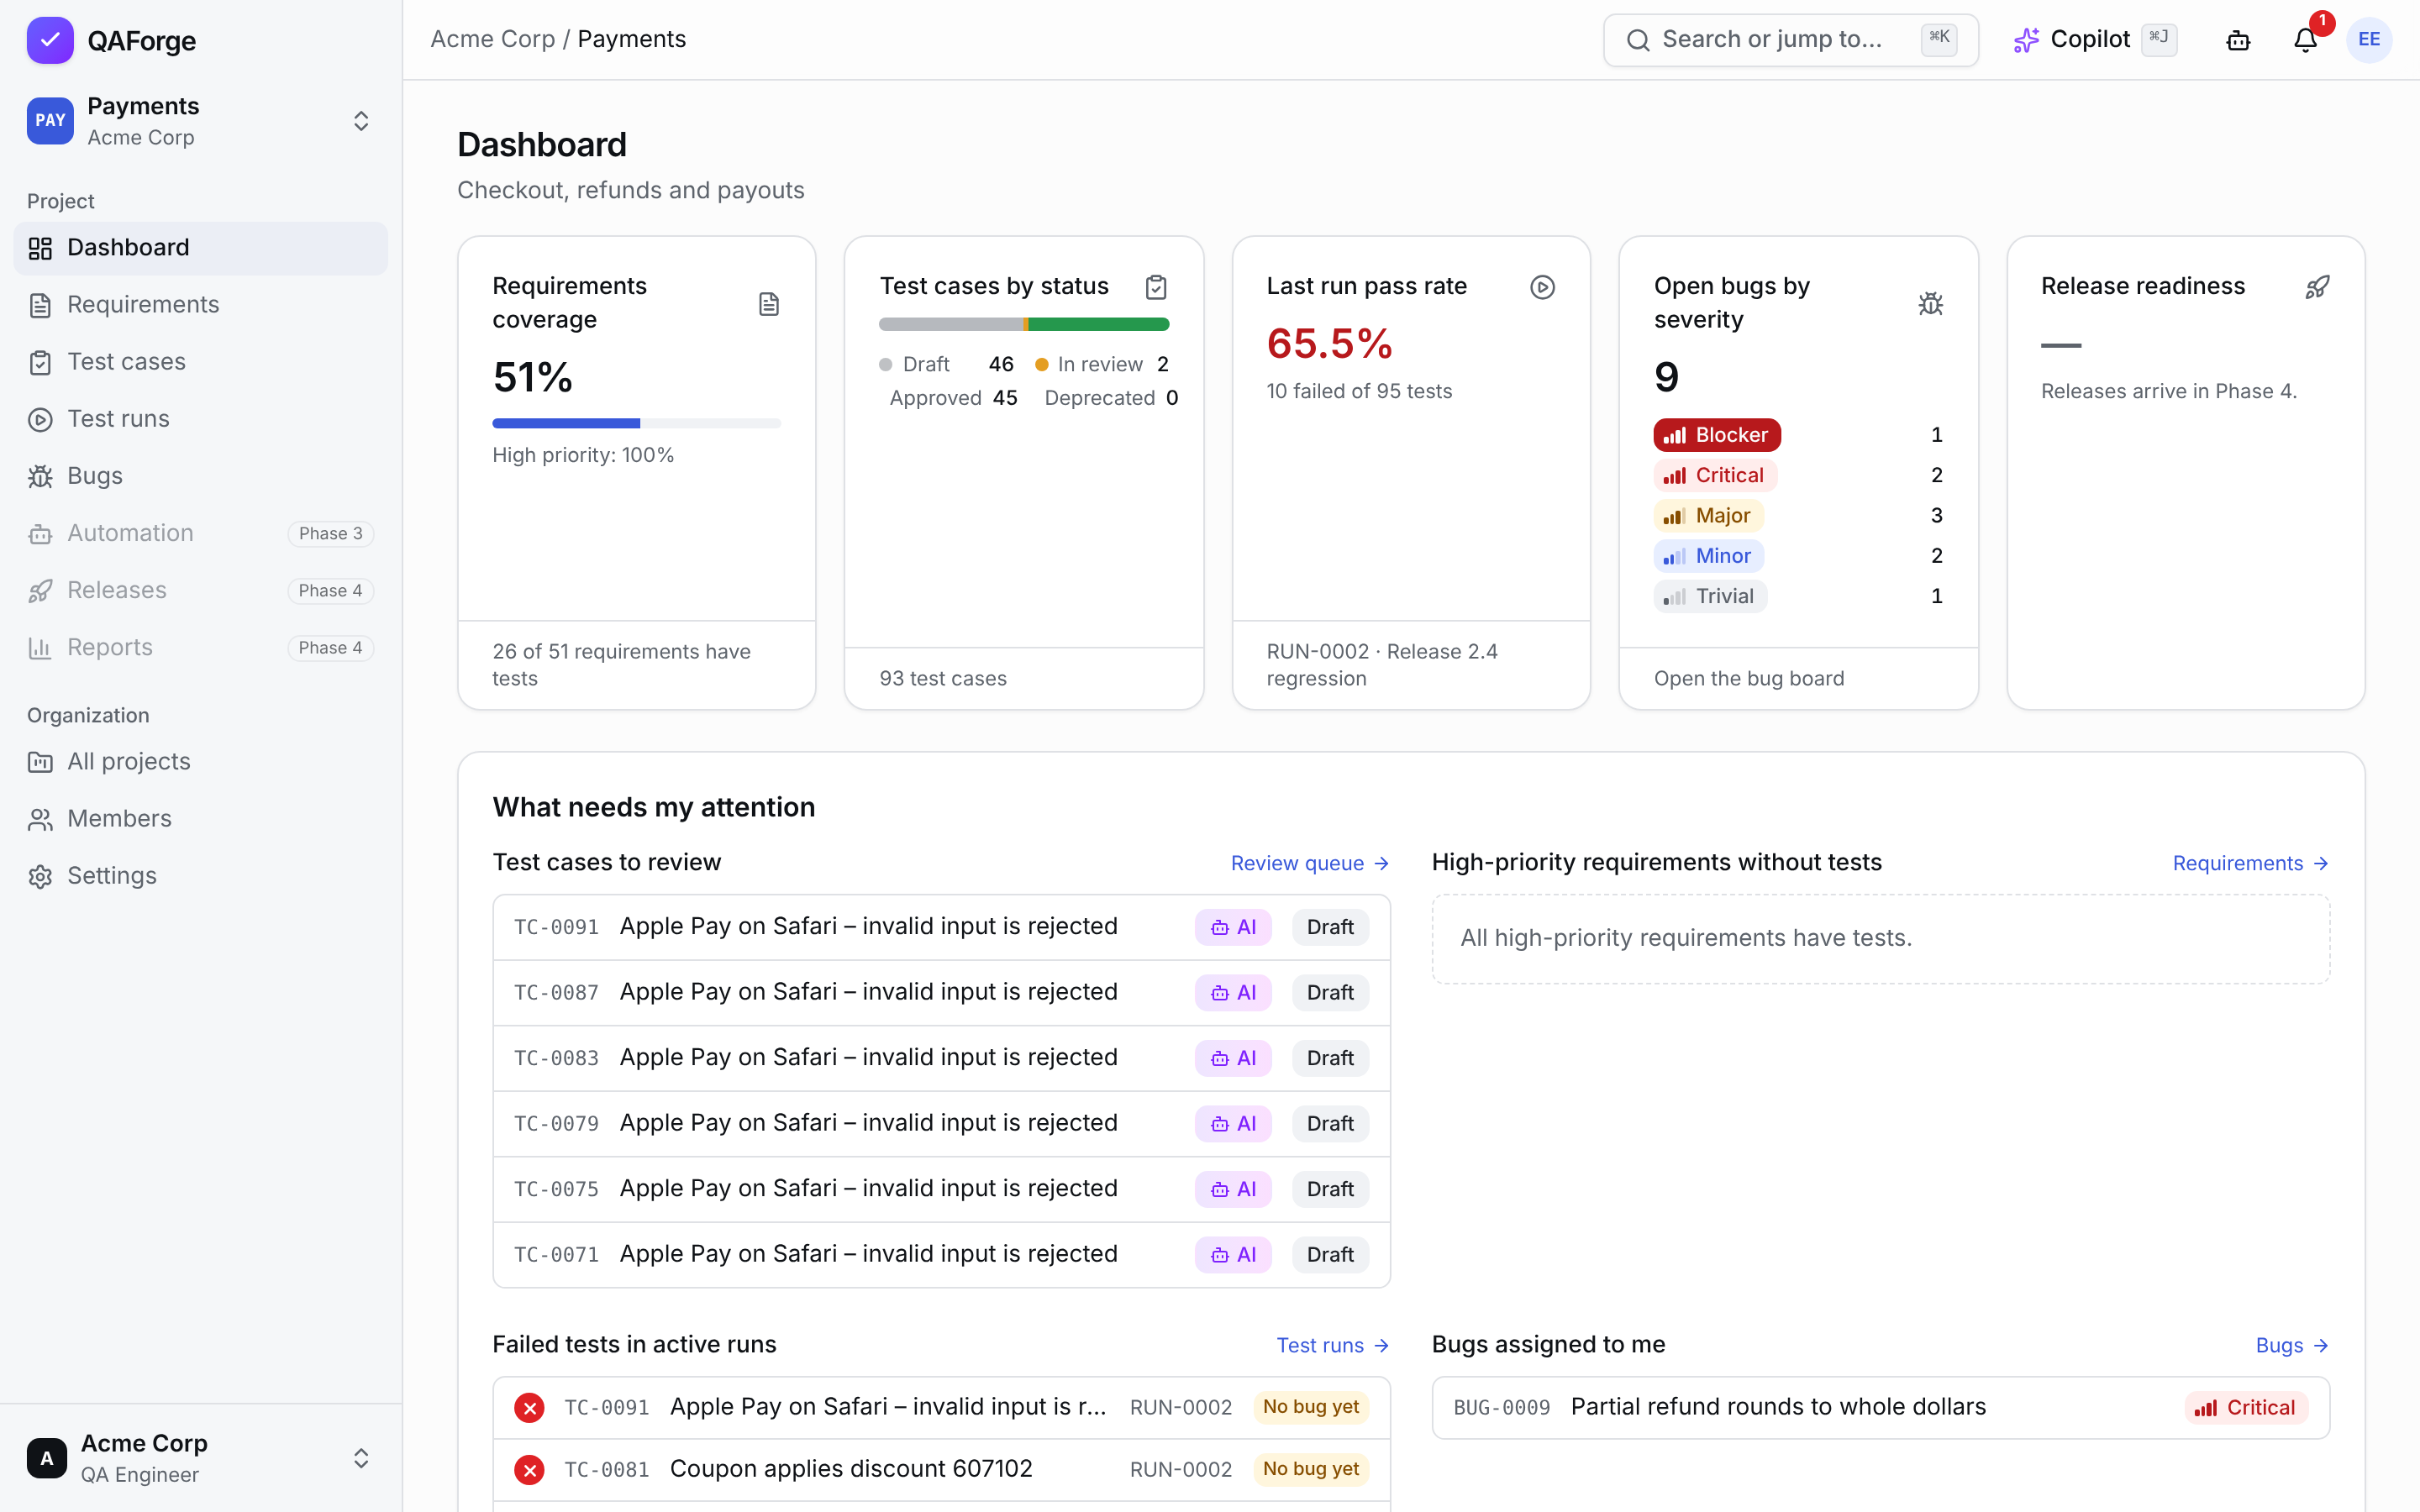 QAForge
PAY
Payments
Acme Corp
Project
Dashboard
Requirements
Test cases
Test runs
Bugs
Automation Phase 3
Releases Phase 4
Reports Phase 4
Organization
All projects
Members
Settings
A
Acme Corp
QA Engineer
Acme Corp / Payments
Search or jump to... ⌘K
Copilot ⌘J
1
EE
Dashboard
Checkout, refunds and payouts
Requirements
coverage
51%
High priority: 100%
26 of 51 requirements have
tests
Test cases by status
Draft 46 In review 2
Approved 45 Deprecated 0
93 test cases
Last run pass rate
65.5%
10 failed of 95 tests
RUN-0002 · Release 2.4
regression
Open bugs by
severity
9
Blocker 1
Critical 2
Major 3
Minor 2
Trivial 1
Open the bug board
Release readiness
—
Releases arrive in Phase 4.
What needs my attention
Test cases to review Review queue →
TC-0091 Apple Pay on Safari – invalid input is rejected AI Draft
TC-0087 Apple Pay on Safari – invalid input is rejected AI Draft
TC-0083 Apple Pay on Safari – invalid input is rejected AI Draft
TC-0079 Apple Pay on Safari – invalid input is rejected AI Draft
TC-0075 Apple Pay on Safari – invalid input is rejected AI Draft
TC-0071 Apple Pay on Safari – invalid input is rejected AI Draft
High-priority requirements without tests Requirements →
All high-priority requirements have tests.
Failed tests in active runs Test runs →
TC-0091 Apple Pay on Safari – invalid input is r... RUN-0002 No bug yet
TC-0081 Coupon applies discount 607102 RUN-0002 No bug yet
Bugs assigned to me Bugs →
BUG-0009 Partial refund rounds to whole dollars Critical